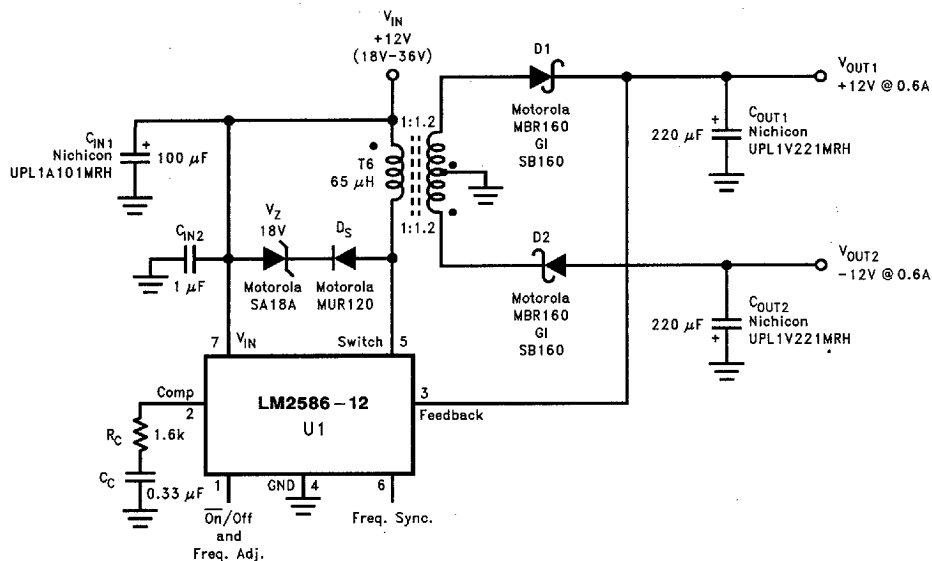 V_IN
+12V
(18V-36V)
D1
V_OUT1
+12V @ 0.6A
C_IN1
Nichicon
UPL1A101MRH
+
100 μF
1:1.2
T6
65 μH
1:1.2
Motorola
MBR160
GI
SB160
220 μF
+
C_OUT1
Nichicon
UPL1V221MRH
C_IN2
1 μF
V_Z
18V
Motorola
SA18A
D_S
Motorola
MUR120
D2
Motorola
MBR160
GI
SB160
V_OUT2
-12V @ 0.6A
220 μF
+
C_OUT2
Nichicon
UPL1V221MRH
7
V_IN
Switch
5
Comp
2
LM2586-12
U1
3
Feedback
R_C
1.6k
C_C
0.33 μF
1
GND
4
6
O̅n̅/Off
and
Freq. Adj.
Freq. Sync.